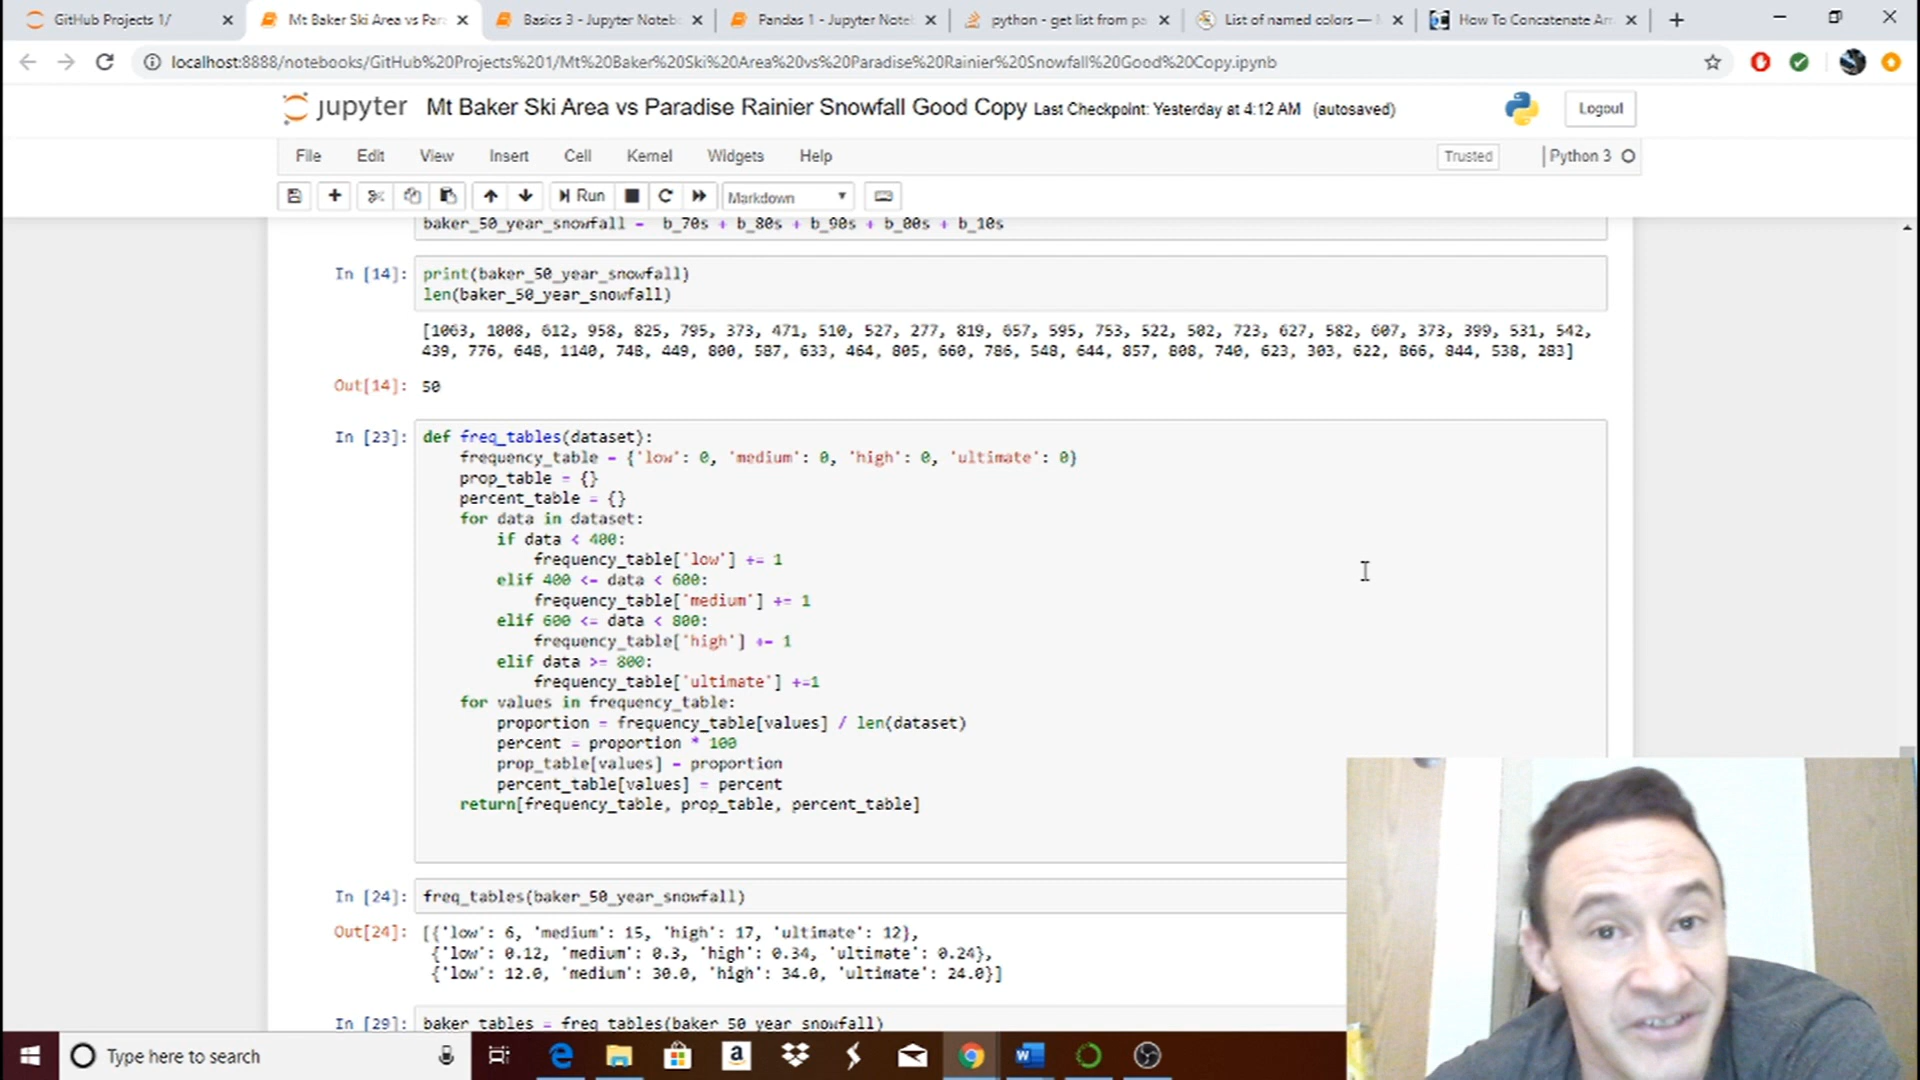 GitHub Projects 1/
Mt Baker Ski Area vs Par
Basics 3 - Jupyter Noteb
Pandas 1 - Jupyter Note
python - get list from pa
List of named colors —
How To Concatenate Arr
localhost:8888/notebooks/GitHub%20Projects%201/Mt%20Baker%20Ski%20Area%20vs%20Paradise%20Rainier%20Snowfall%20Good%20Copy.ipynb
jupyter Mt Baker Ski Area vs Paradise Rainier Snowfall Good Copy Last Checkpoint: Yesterday at 4:12 AM (autosaved) Logout
File Edit View Insert Cell Kernel Widgets Help Trusted Python 3
Run Markdown
baker_50_year_snowfall = b_70s + b_80s + b_90s + b_00s + b_10s
In [14]: print(baker_50_year_snowfall)
len(baker_50_year_snowfall)
[1063, 1008, 612, 958, 825, 795, 373, 471, 510, 527, 277, 819, 657, 595, 753, 522, 502, 723, 627, 582, 607, 373, 399, 531, 542,
439, 776, 648, 1140, 748, 449, 800, 587, 633, 464, 805, 660, 786, 548, 644, 857, 808, 740, 623, 303, 622, 866, 844, 538, 283]
Out[14]: 50
In [23]: def freq_tables(dataset):
frequency_table = {'low': 0, 'medium': 0, 'high': 0, 'ultimate': 0}
prop_table = {}
percent_table = {}
for data in dataset:
if data < 400:
frequency_table['low'] += 1
elif 400 <= data < 600:
frequency_table['medium'] += 1
elif 600 <= data < 800:
frequency_table['high'] += 1
elif data >= 800:
frequency_table['ultimate'] +=1
for values in frequency_table:
proportion = frequency_table[values] / len(dataset)
percent = proportion * 100
prop_table[values] = proportion
percent_table[values] = percent
return[frequency_table, prop_table, percent_table]
In [24]: freq_tables(baker_50_year_snowfall)
Out[24]: [{'low': 6, 'medium': 15, 'high': 17, 'ultimate': 12},
{'low': 0.12, 'medium': 0.3, 'high': 0.34, 'ultimate': 0.24},
{'low': 12.0, 'medium': 30.0, 'high': 34.0, 'ultimate': 24.0}]
In [29]: baker_tables = freq_tables(baker_50_year_snowfall)
Type here to search